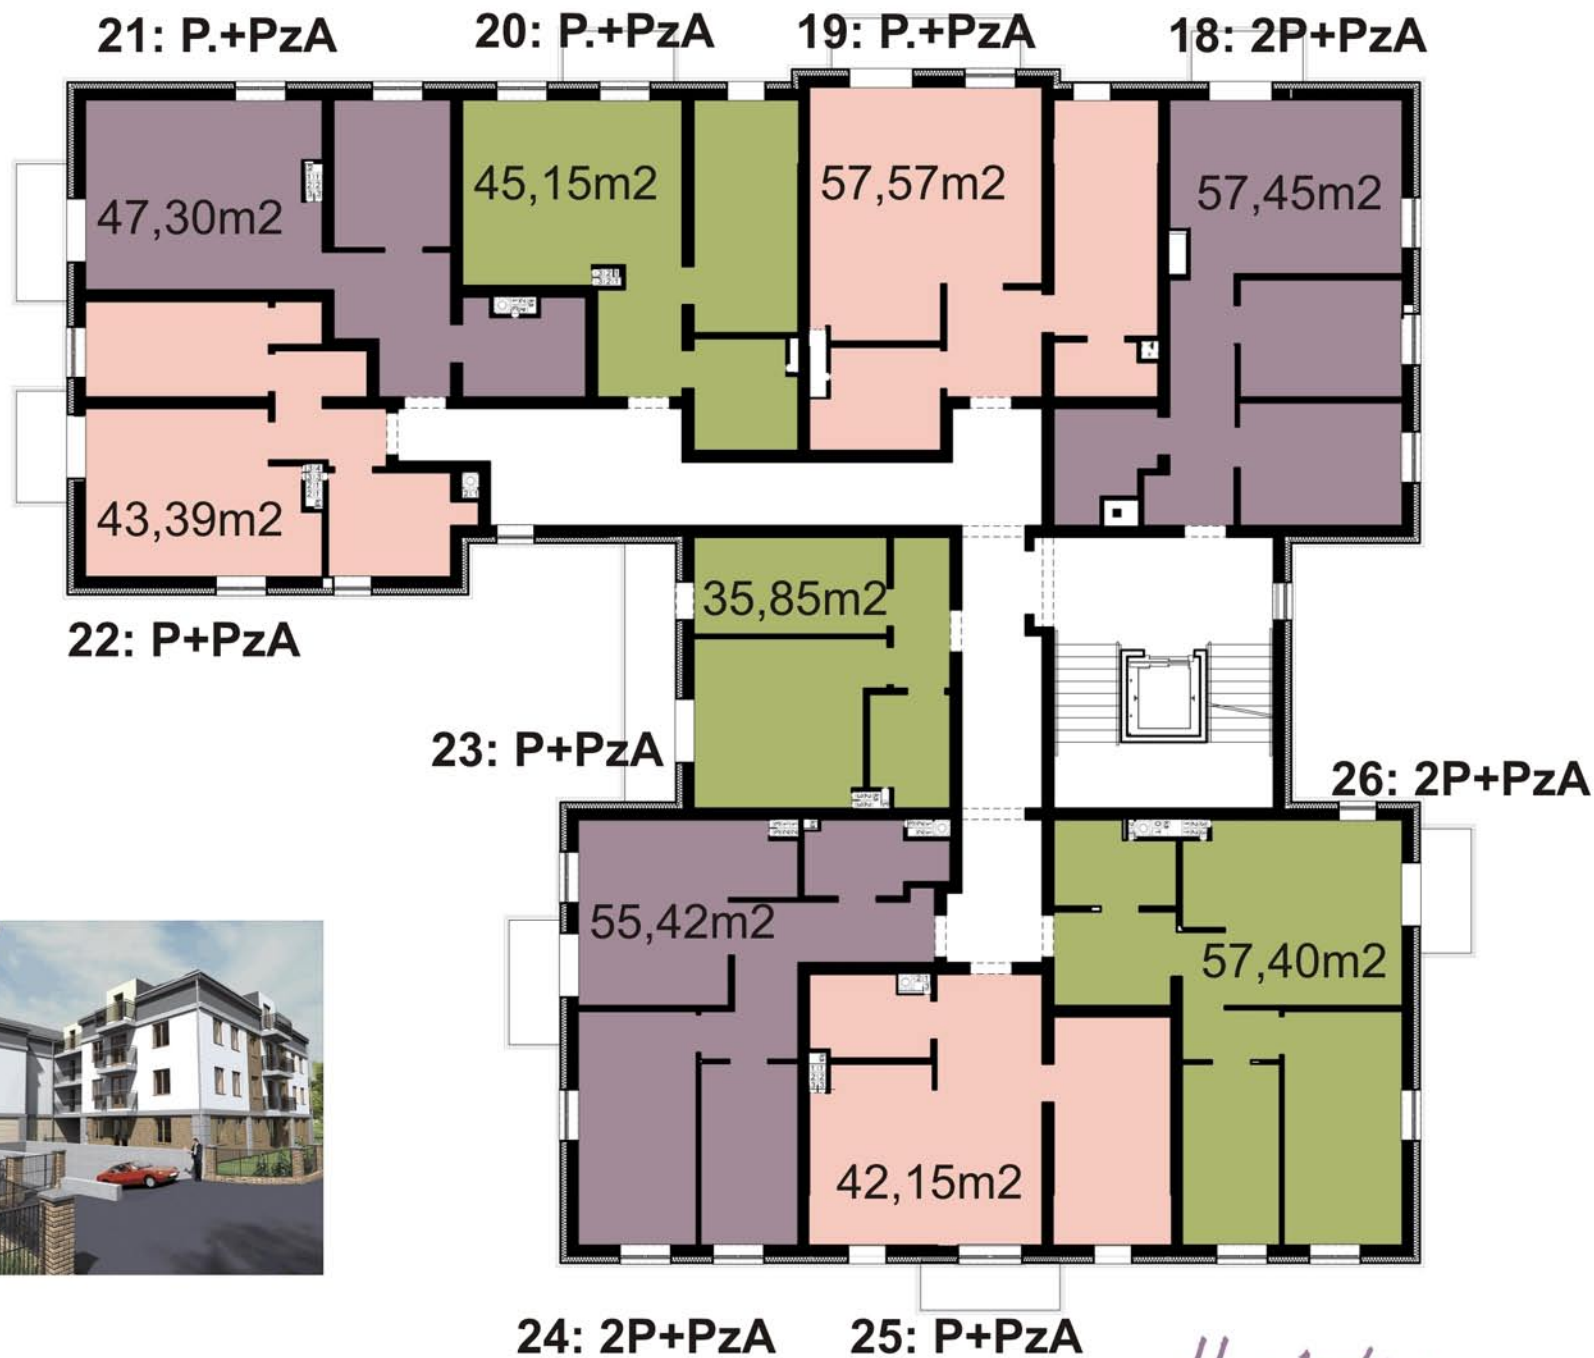 21: P.+PzA
20: P.+PzA
19: P.+PzA
18: 2P+PzA
47,30m2
45,15m2
57,57m2
57,45m2
43,39m2
22: P+PzA
35,85m2
23: P+PzA
26: 2P+PzA
55,42m2
57,40m2
42,15m2
24: 2P+PzA
25: P+PzA